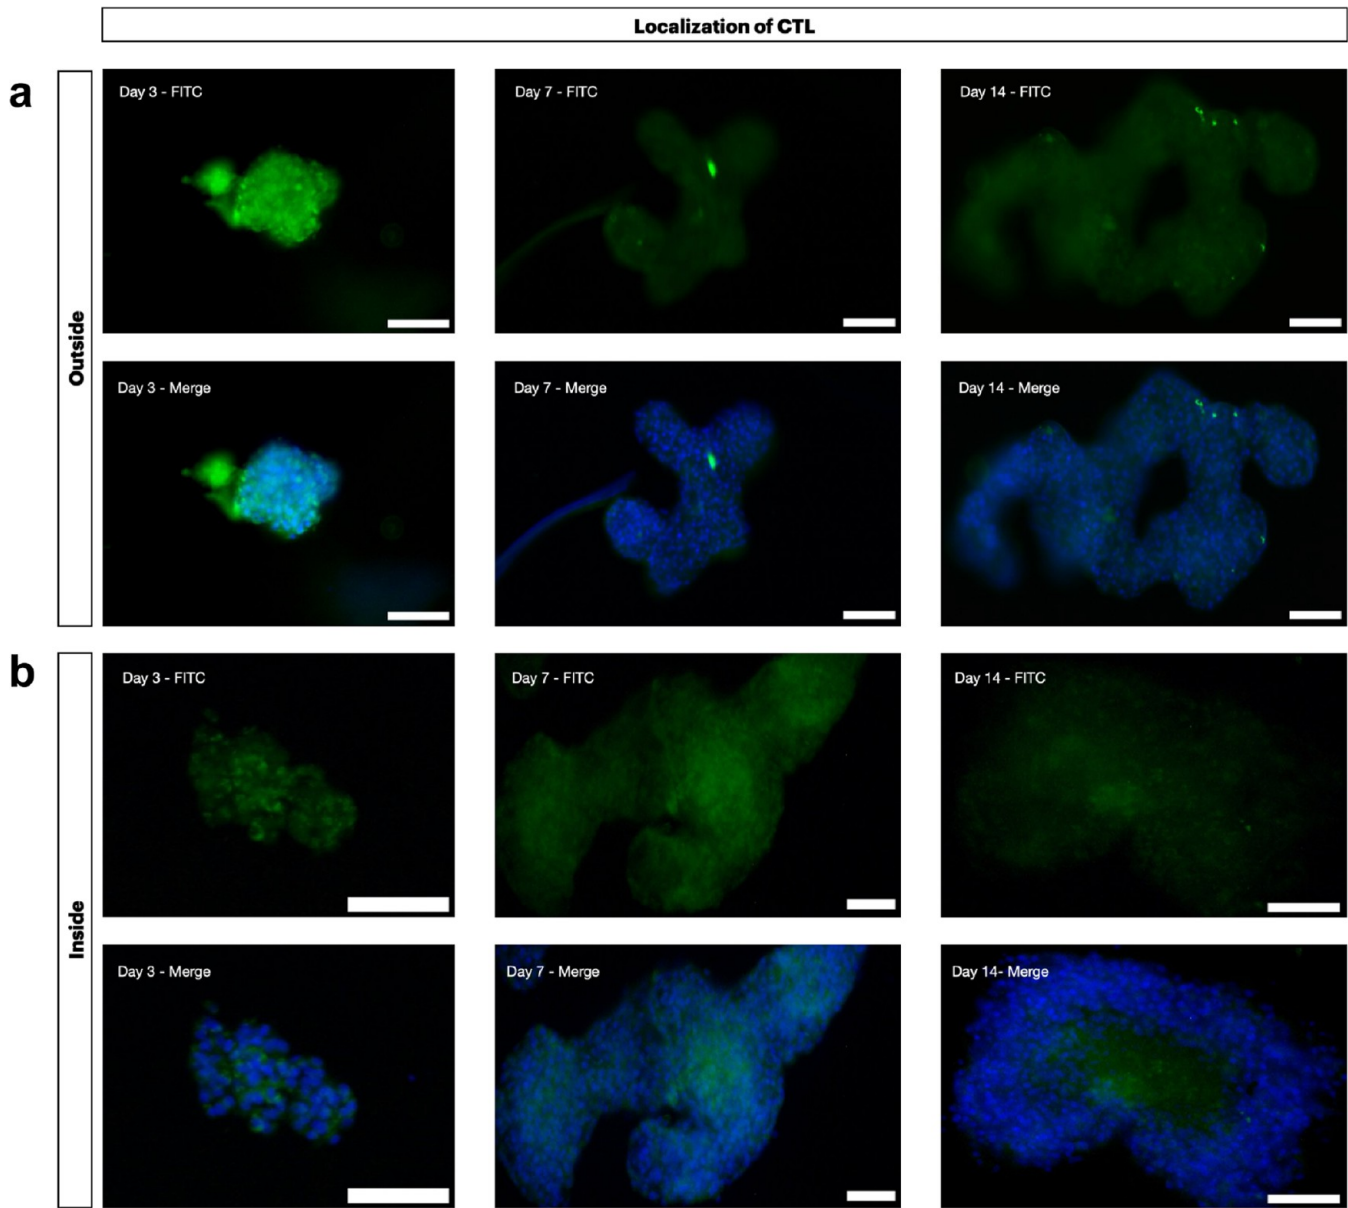 Localization of CTL
a
Outside
Day 3 - FITC
Day 7 - FITC
Day 14 - FITC
Day 3 - Merge
Day 7 - Merge
Day 14 - Merge
b
Inside
Day 3 - FITC
Day 7 - FITC
Day 14 - FITC
Day 3 - Merge
Day 7 - Merge
Day 14- Merge